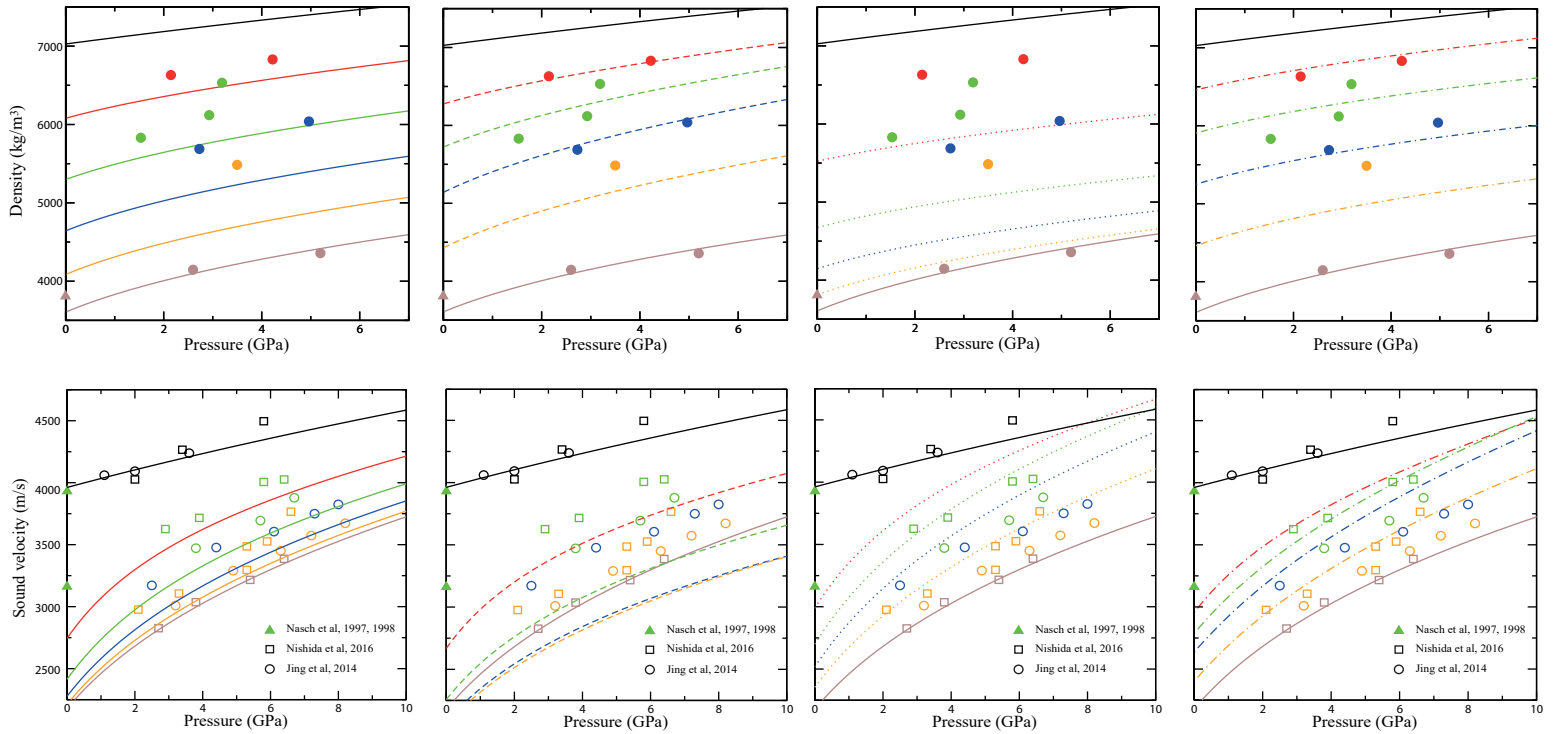 Density (kg/m³)
7000
6000
5000
4000
0 2 4 6
Pressure (GPa)
0 2 4 6
Pressure (GPa)
0 2 4 6
Pressure (GPa)
0 2 4 6
Pressure (GPa)
Sound velocity (m/s)
4500
4000
3500
3000
2500
Nasch et al, 1997, 1998
Nishida et al, 2016
Jing et al, 2014
0 2 4 6 8 10
Pressure (GPa)
Nasch et al, 1997, 1998
Nishida et al, 2016
Jing et al, 2014
0 2 4 6 8 10
Pressure (GPa)
Nasch et al, 1997, 1998
Nishida et al, 2016
Jing et al, 2014
0 2 4 6 8 10
Pressure (GPa)
Nasch et al, 1997, 1998
Nishida et al, 2016
Jing et al, 2014
0 2 4 6 8 10
Pressure (GPa)